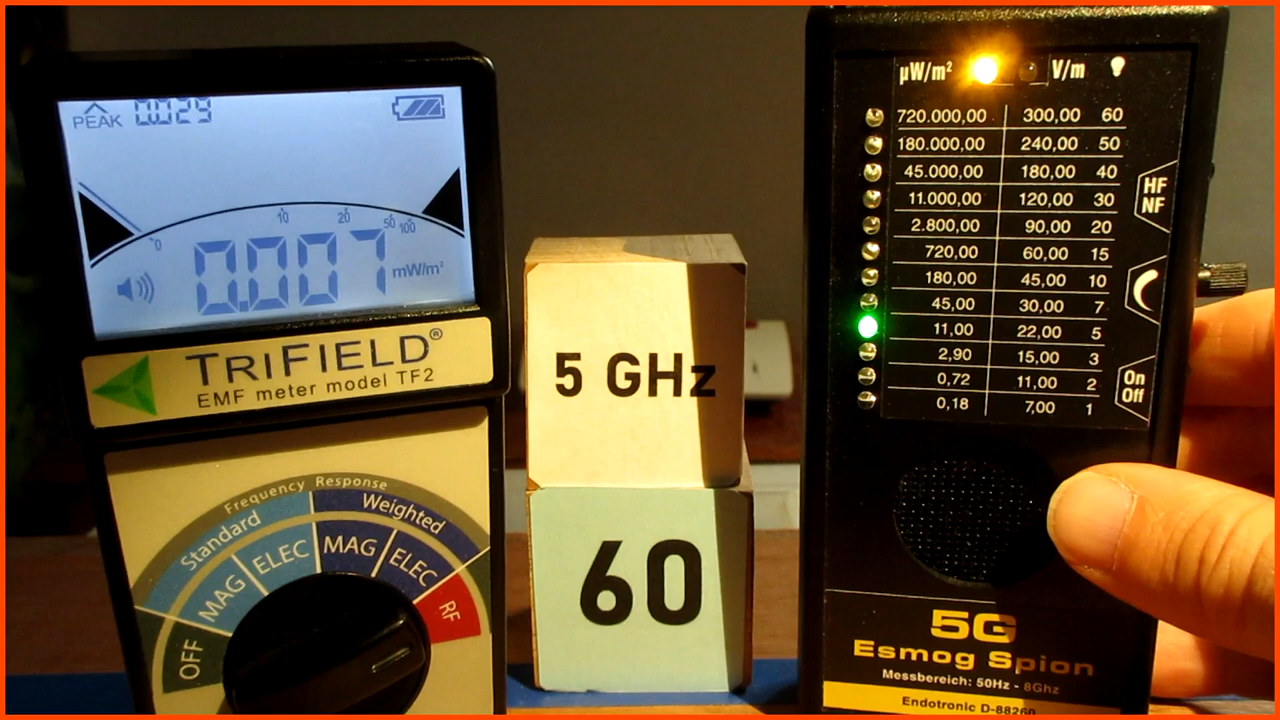 PEAK 0.029
0 10 20 50 100
0.007 mW/m²
TRIFIELD®
EMF meter model TF2
Frequency Response
Standard Weighted
OFF MAG ELEC MAG ELEC RF
5 GHz
60
µW/m² V/m
720.000,00 300,00 60
180.000,00 240,00 50
45.000,00 180,00 40
11.000,00 120,00 30
2.800,00 90,00 20
720,00 60,00 15
180,00 45,00 10
45,00 30,00 7
11,00 22,00 5
2,90 15,00 3
0,72 11,00 2
0,18 7,00 1
HF
NF
On
Off
5G
Esmog Spion
Messbereich: 50Hz - 8Ghz
Endotronic D-88260